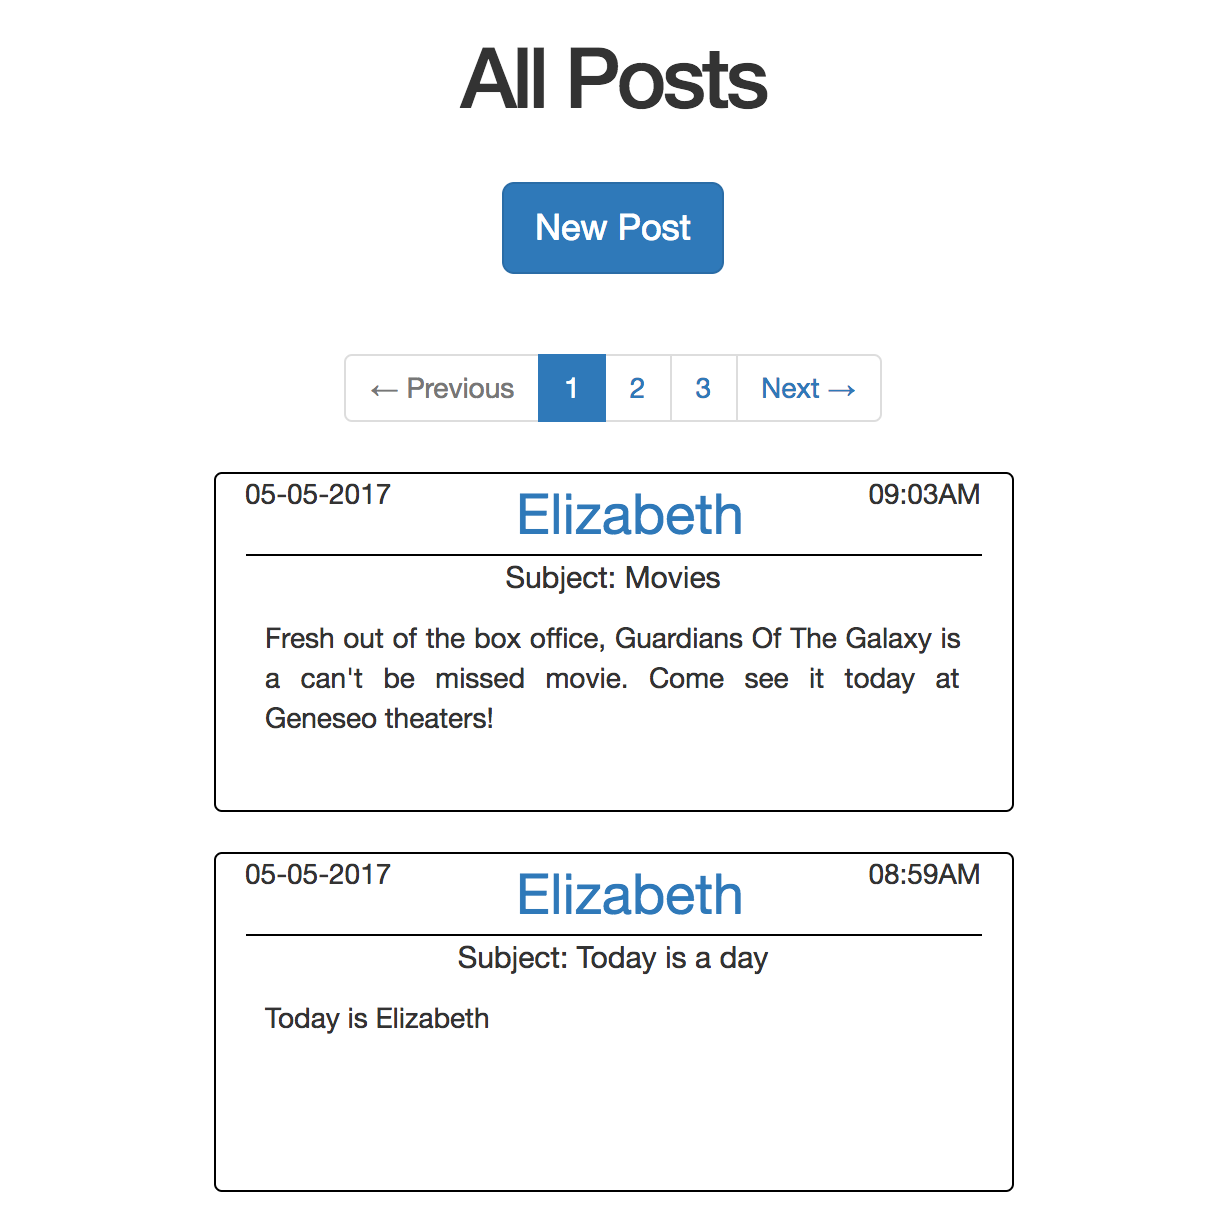 All Posts
New Post
← Previous 1 2 3 Next →
05-05-2017 Elizabeth 09:03AM
Subject: Movies
Fresh out of the box office, Guardians Of The Galaxy is
a can't be missed movie. Come see it today at
Geneseo theaters!
05-05-2017 Elizabeth 08:59AM
Subject: Today is a day
Today is Elizabeth